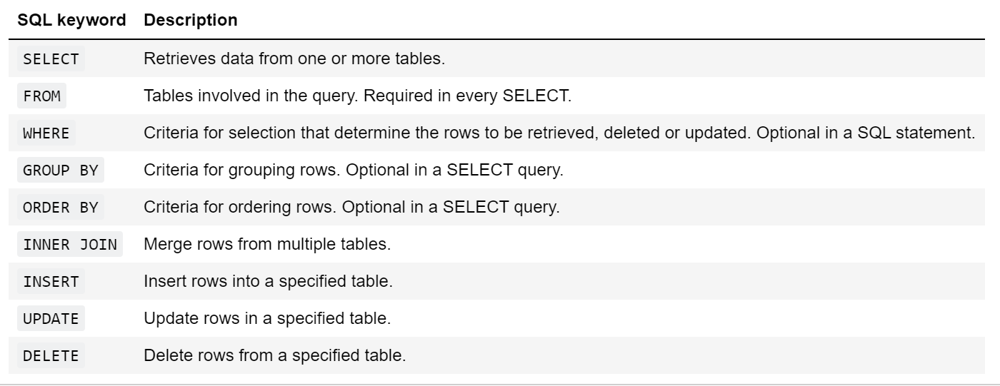 SQL keyword Description
SELECT Retrieves data from one or more tables.
FROM Tables involved in the query. Required in every SELECT.
WHERE Criteria for selection that determine the rows to be retrieved, deleted or updated. Optional in a SQL statement.
GROUP BY Criteria for grouping rows. Optional in a SELECT query.
ORDER BY Criteria for ordering rows. Optional in a SELECT query.
INNER JOIN Merge rows from multiple tables.
INSERT Insert rows into a specified table.
UPDATE Update rows in a specified table.
DELETE Delete rows from a specified table.